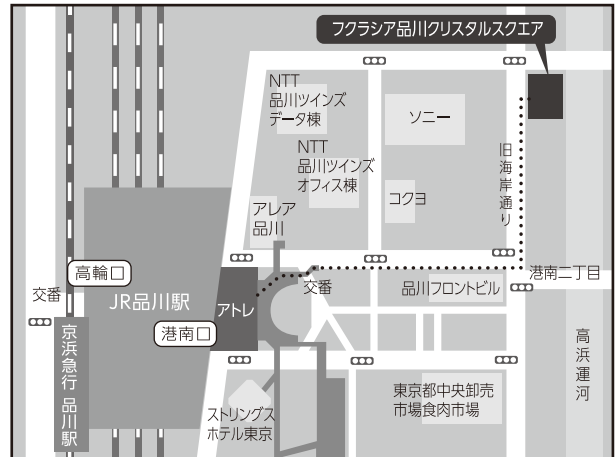 フクラシア品川クリスタルスクエア
NTT
品川ツインズ
データ棟
ソニー
NTT
品川ツインズ
オフィス棟
旧海岸通り
コクヨ
アレア
品川
高輪口
交番
JR品川駅
アトレ
港南口
交番
品川フロントビル
港南二丁目
京浜急行 品川駅
高浜運河
ストリングス
ホテル東京
東京都中央卸売
市場食肉市場